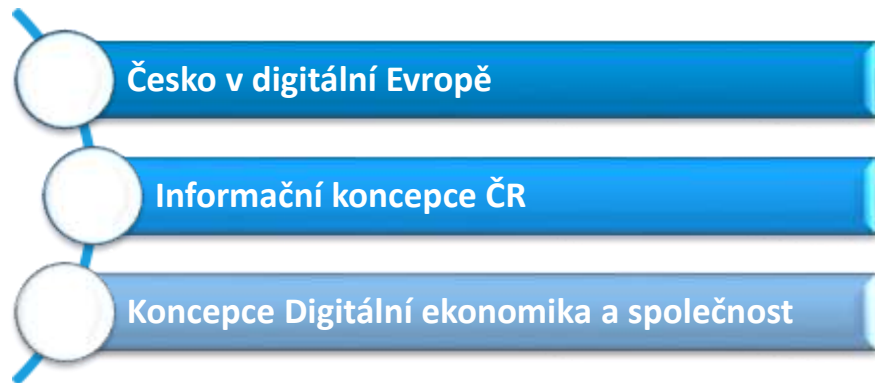 Česko v digitální Evropě
Informační koncepce ČR
Koncepce Digitální ekonomika a společnost